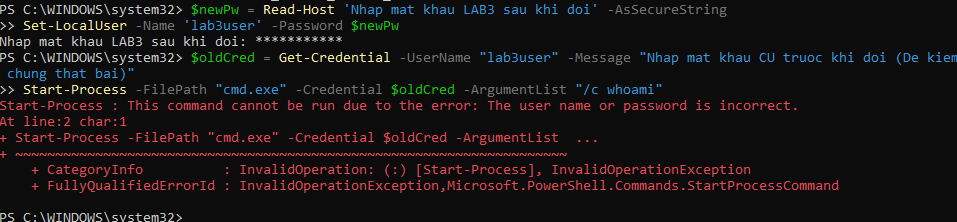 PS C:\WINDOWS\system32> $newPw = Read-Host 'Nhap mat khau LAB3 sau khi doi' -AsSecureString
>> Set-LocalUser -Name 'lab3user' -Password $newPw
Nhap mat khau LAB3 sau khi doi: ***********
PS C:\WINDOWS\system32> $oldCred = Get-Credential -UserName "lab3user" -Message "Nhap mat khau CU truoc khi doi (De kiem
 chung that bai)"
>> Start-Process -FilePath "cmd.exe" -Credential $oldCred -ArgumentList "/c whoami"
Start-Process : This command cannot be run due to the error: The user name or password is incorrect.
At line:2 char:1
+ Start-Process -FilePath "cmd.exe" -Credential $oldCred -ArgumentList  ...
+ ~~~~~~~~~~~~~~~~~~~~~~~~~~~~~~~~~~~~~~~~~~~~~~~~~~~~~~~~~~~~~~~~~~~~~
    + CategoryInfo          : InvalidOperation: (:) [Start-Process], InvalidOperationException
    + FullyQualifiedErrorId : InvalidOperationException,Microsoft.PowerShell.Commands.StartProcessCommand

PS C:\WINDOWS\system32>